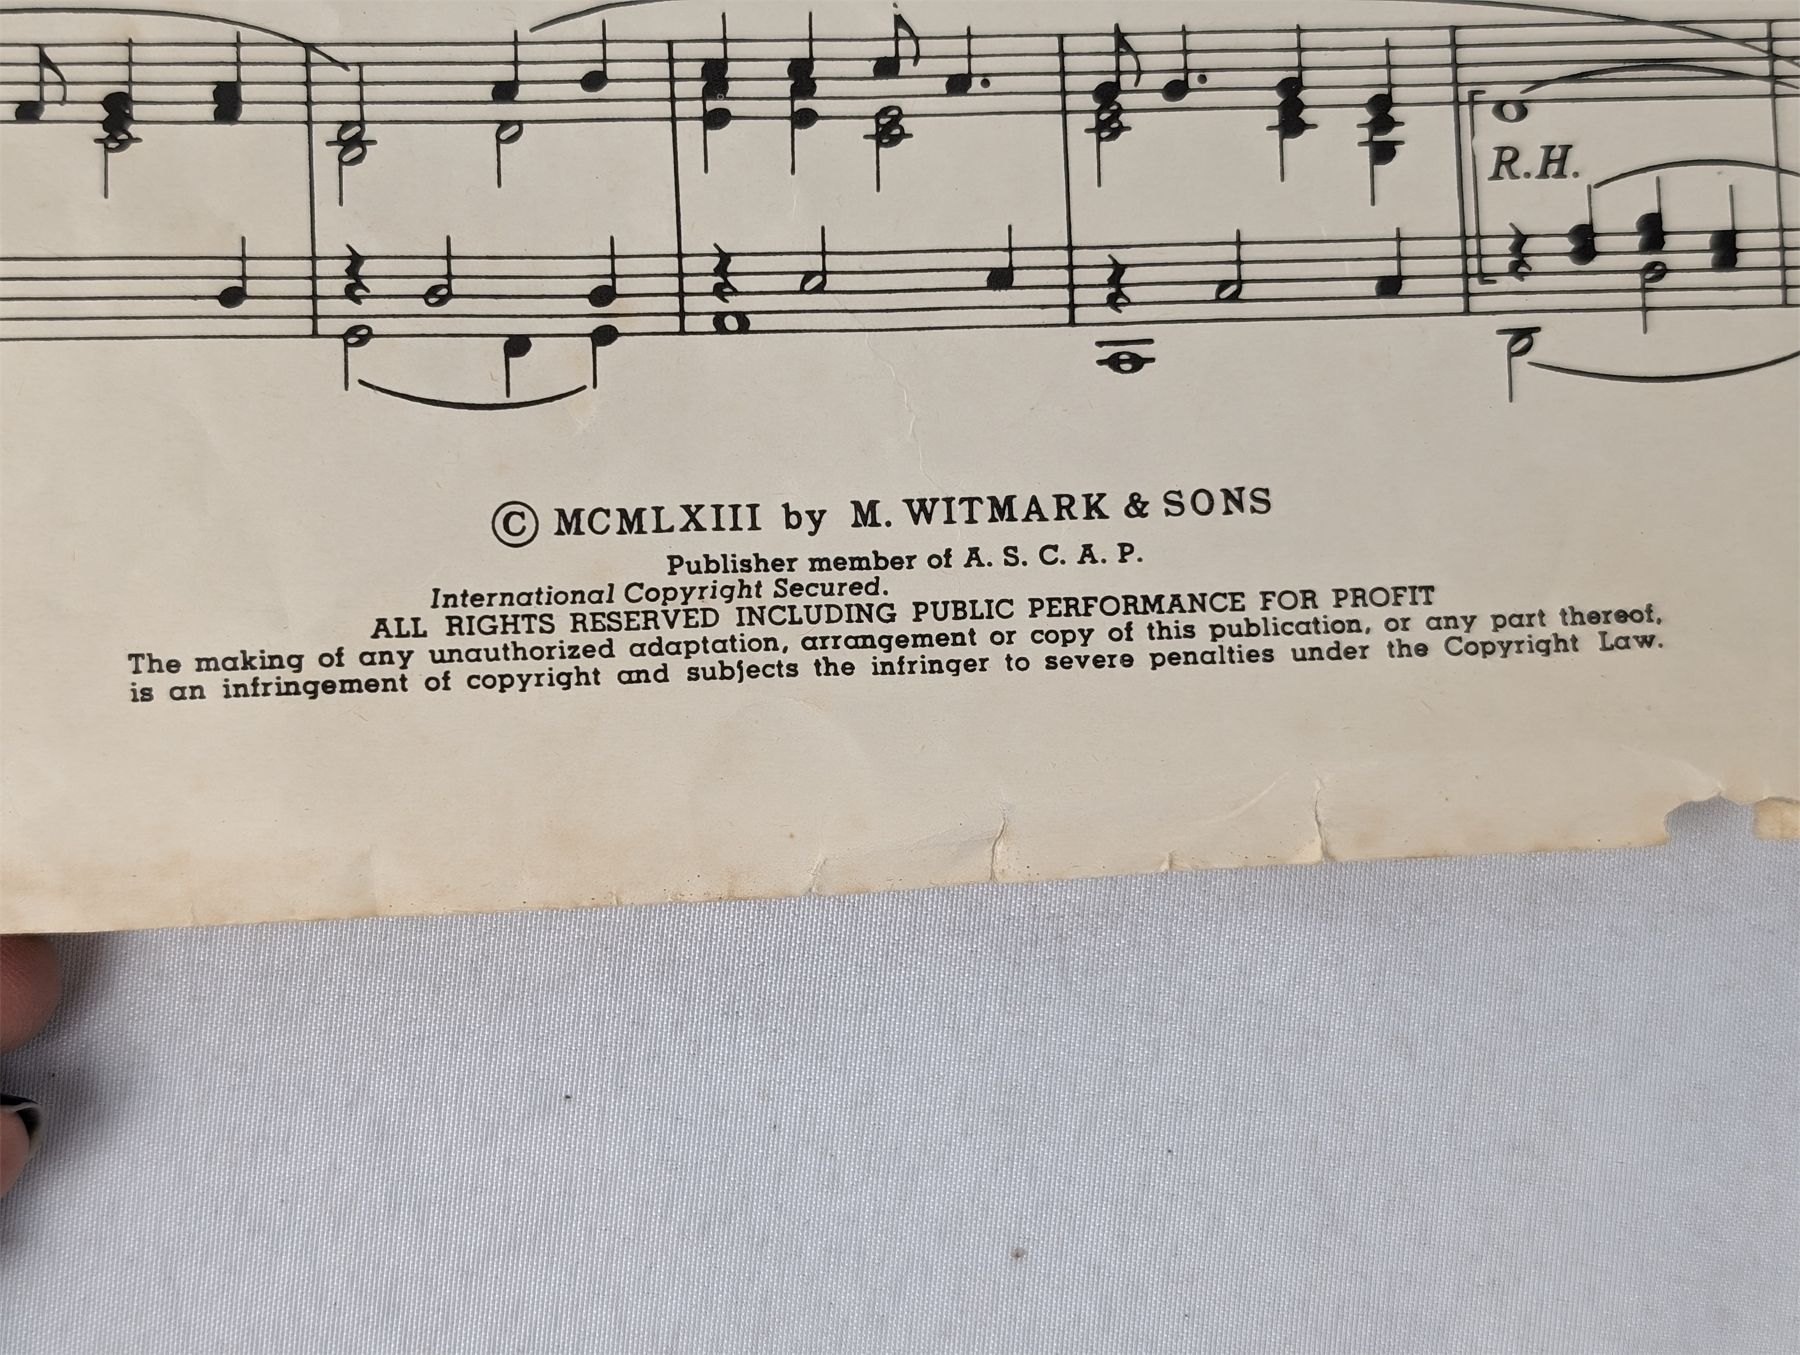 R.H.
© MCMLXIII by M. WITMARK & SONS
Publisher member of A. S. C. A. P.
International Copyright Secured.
ALL RIGHTS RESERVED INCLUDING PUBLIC PERFORMANCE FOR PROFIT
The making of any unauthorized adaptation, arrangement or copy of this publication, or any part thereof,
is an infringement of copyright and subjects the infringer to severe penalties under the Copyright Law.